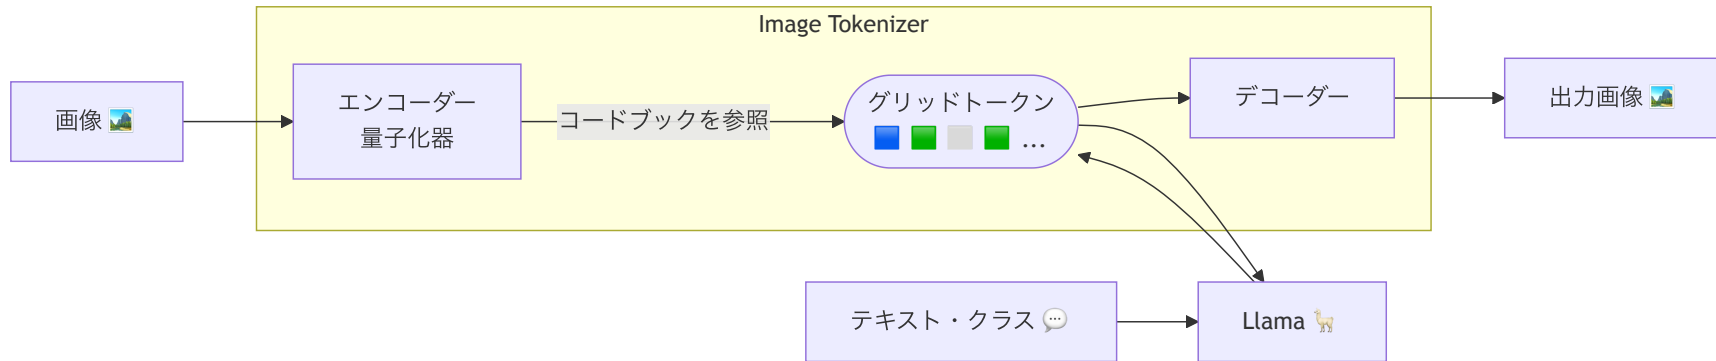 Image Tokenizer
画像 🏞️
エンコーダー
量子化器
コードブックを参照
グリッドトークン
🟦 🟩 ⬜ 🟩 ...
デコーダー
出力画像 🏞️
テキスト・クラス 💬
Llama 🦙